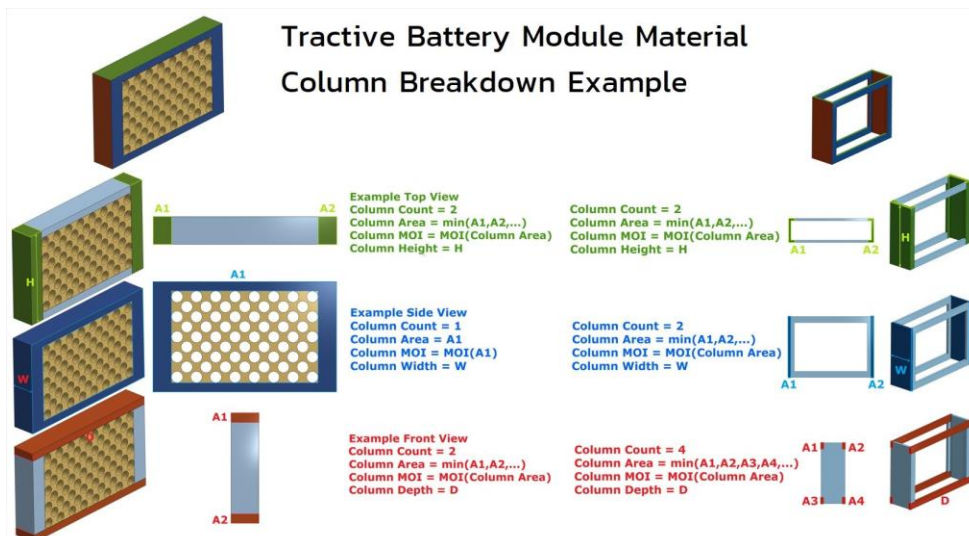 Tractive Battery Module Material
Column Breakdown Example
A1
A2
Example Top View
Column Count = 2
Column Area = min(A1,A2,...)
Column MOI = MOI(Column Area)
Column Height = H
Column Count = 2
Column Area = min(A1,A2,...)
Column MOI = MOI(Column Area)
Column Height = H
A1
A2
H
H
A1
Example Side View
Column Count = 1
Column Area = A1
Column MOI = MOI(A1)
Column Width = W
Column Count = 2
Column Area = min(A1,A2,...)
Column MOI = MOI(Column Area)
Column Width = W
A1
A2
W
W
A1
A2
Example Front View
Column Count = 2
Column Area = min(A1,A2,...)
Column MOI = MOI(Column Area)
Column Depth = D
Column Count = 4
Column Area = min(A1,A2,A3,A4,...)
Column MOI = MOI(Column Area)
Column Depth = D
A1
A2
A3
A4
D